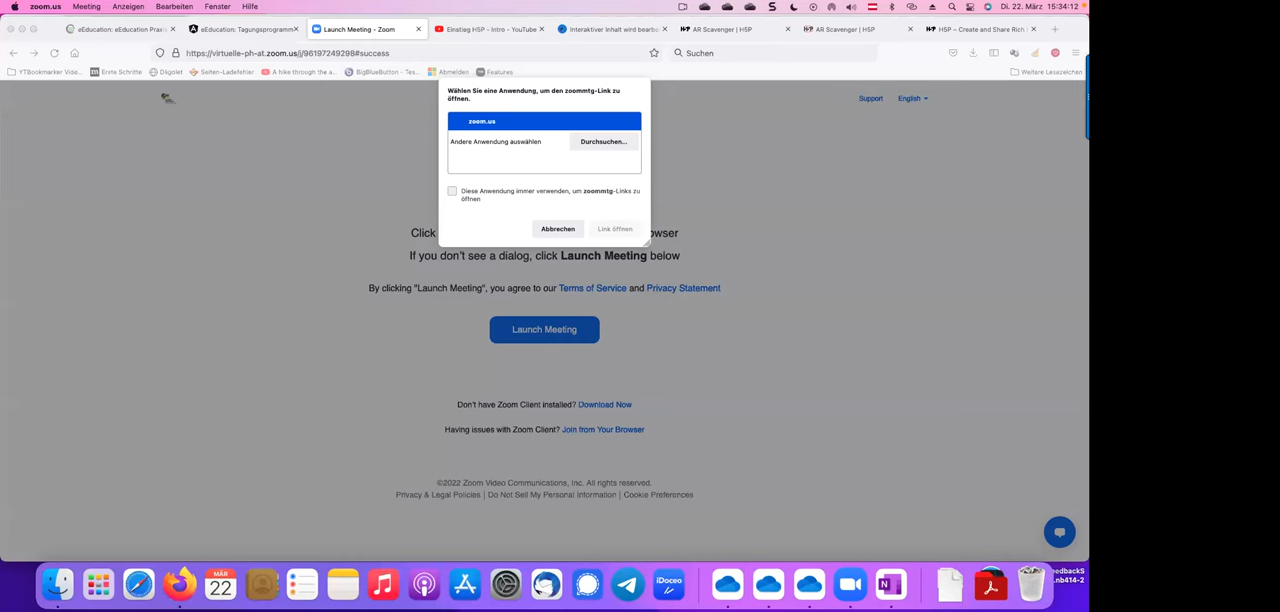 zoom.us Meeting Anzeigen Bearbeiten Fenster Hilfe Di. 22. März 15:34:12
eEducation: eEducation Praxis eEducation: Tagungsprogramm Launch Meeting - Zoom Einstieg H5P - Intro - YouTube Interaktiver Inhalt wird bearb AR Scavenger | H5P AR Scavenger | H5P H5P – Create and Share Rich
https://virtuelle-ph-at.zoom.us/j/96197249298#success Suchen
YTBookmarker Vide... Erste Schritte Diigolet Seiten-Ladefehler A hike through the a... BigBlueButton - Tes... Abmelden Features Weitere Lesezeichen
Wählen Sie eine Anwendung, um den zoommtg-Link zu
öffnen.
Support English
zoom.us
Andere Anwendung auswählen Durchsuchen...
Diese Anwendung immer verwenden, um zoommtg-Links zu
öffnen
Abbrechen Link öffnen
Click owser
If you don't see a dialog, click Launch Meeting below
By clicking "Launch Meeting", you agree to our Terms of Service and Privacy Statement
Launch Meeting
Don't have Zoom Client installed? Download Now
Having issues with Zoom Client? Join from Your Browser
©2022 Zoom Video Communications, Inc. All rights reserved.
Privacy & Legal Policies | Do Not Sell My Personal Information | Cookie Preferences
MÄR
22
iDoceo
eedbackS
.nb414-2